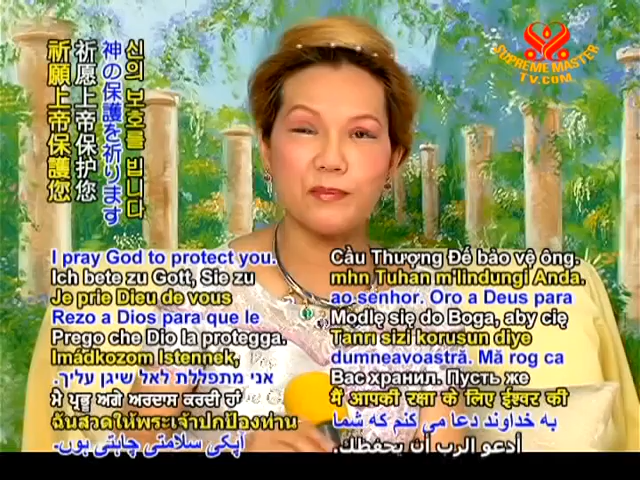 신의 보호를 빕니다
神の保護を祈ります
祈愿上帝保护您
祈願上帝保護您
SUPREME MASTER
TV.COM
I pray God to protect you.
Ich bete zu Gott, Sie zu
Je prie Dieu de vous
Rezo a Dios para que le
Prego che Dio la protegga.
Imádkozom Istennek,
אני מתפללת לאל שיגן עליך.
ਮੈ ਪ੍ਰਭੂ ਅਗੇ ਅਰਦਾਸ ਕਰਦੀ ਹਾਂ
ฉันสวดให้พระเจ้าปกป้องท่าน
آپکی سلامتی چاہتی ہوں۔
Cầu Thượng Đế bảo vệ ông.
mhn Tuhan m'lindungi Anda.
ao senhor. Oro a Deus para
Modlę się do Boga, aby cię
Tanrı sizi korusun diye
dumneavoastră. Mă rog ca
Вас хранил. Пусть же
मैं आपकी रक्षा के लिए ईश्वर की
به خداوند دعا می کنم که شما
أدعو الرب أن يحفظك.